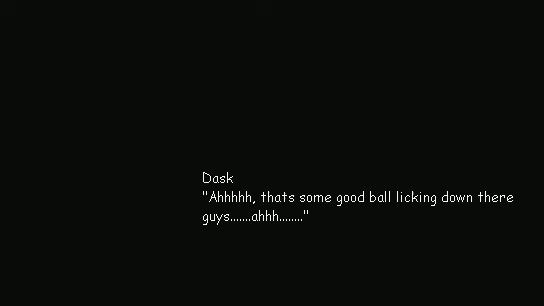 Dask
"Ahhhhh, thats some good ball licking down there
guys.......ahhh........"